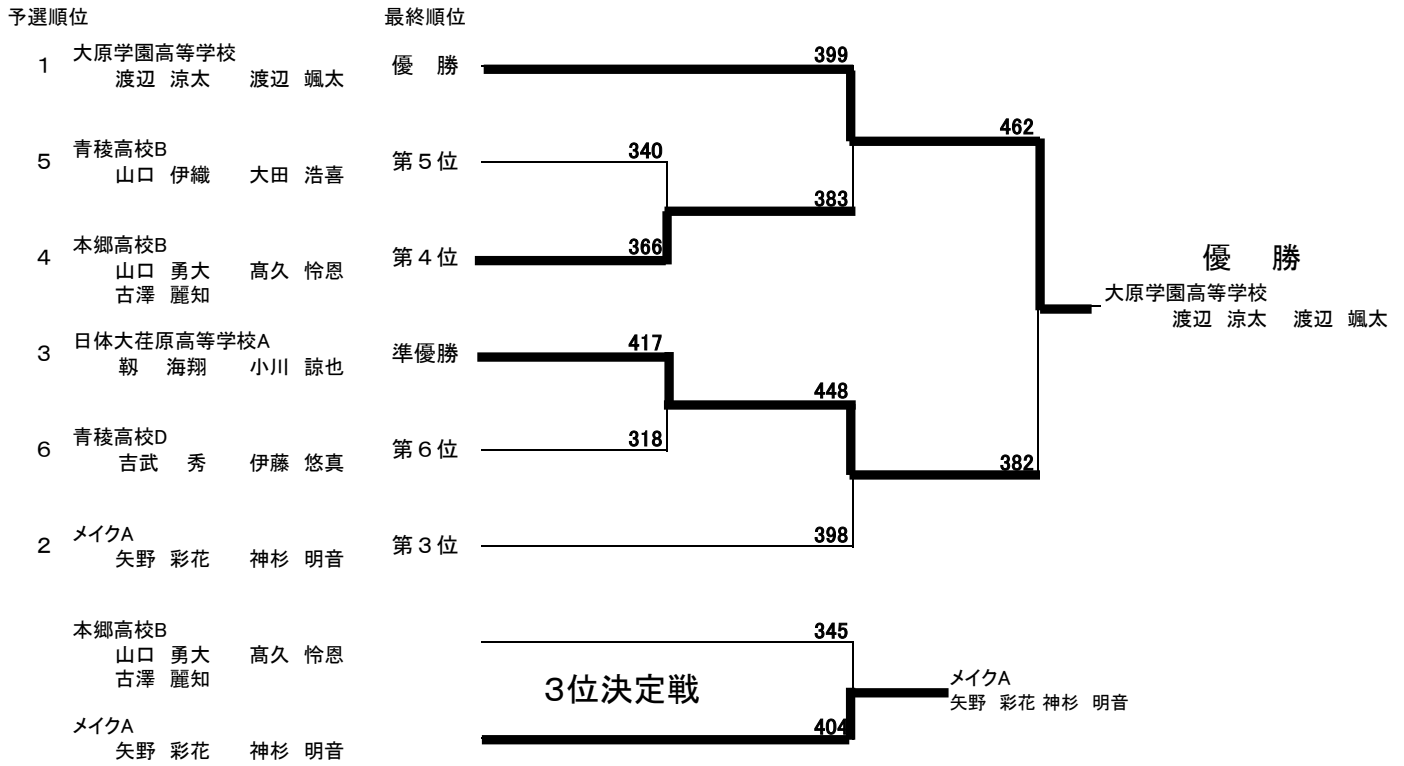 予選順位 最終順位
1 大原学園高等学校 優 勝 399
渡辺 涼太 渡辺 颯太
462
5 青稜高校B 第5位 340
山口 伊織 大田 浩喜
383
4 本郷高校B 第4位 366
山口 勇大 髙久 怜恩
古澤 麗知
優 勝
大原学園高等学校
渡辺 涼太 渡辺 颯太
3 日体大荏原高等学校A 準優勝 417
靱 海翔 小川 諒也
448
6 青稜高校D 第6位 318
吉武 秀 伊藤 悠真
382
2 メイクA 第3位 398
矢野 彩花 神杉 明音
本郷高校B 345
山口 勇大 髙久 怜恩
古澤 麗知
3位決定戦
メイクA
矢野 彩花 神杉 明音
メイクA 404
矢野 彩花 神杉 明音